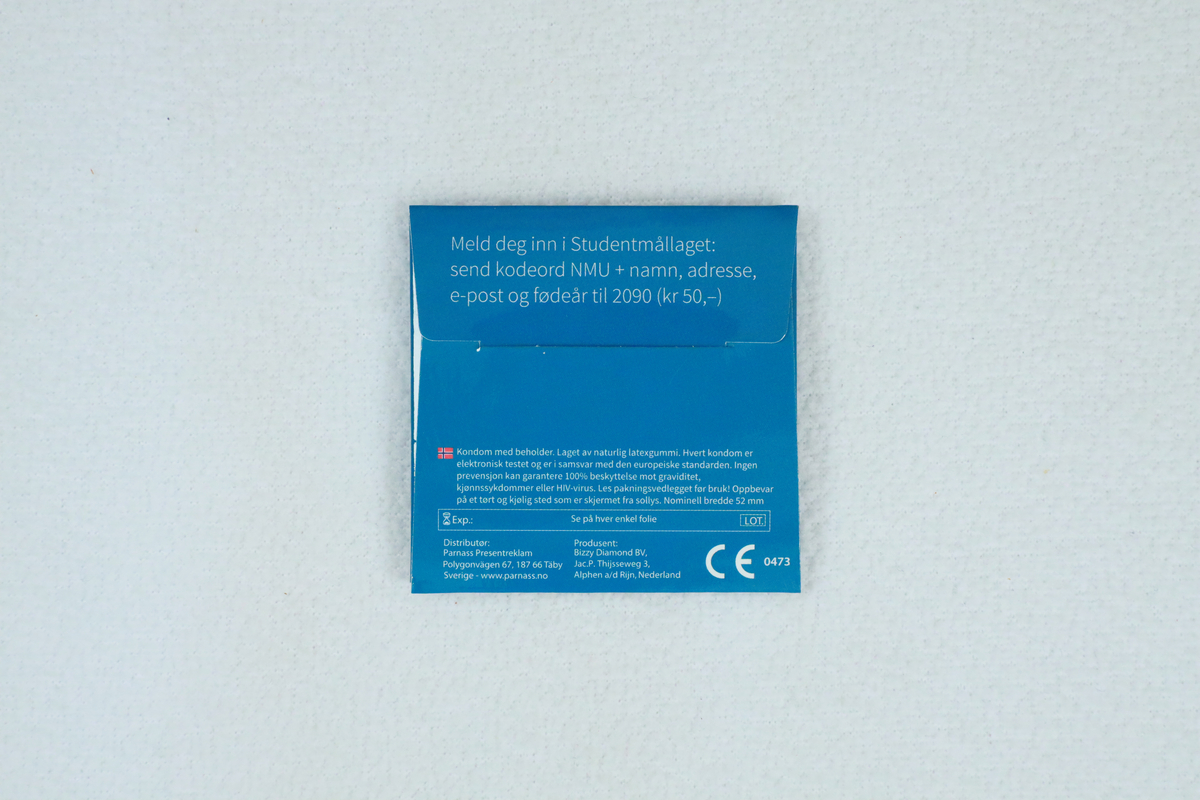 Meld deg inn i Studentmållaget:
send kodeord NMU + namn, adresse,
e-post og fødeår til 2090 (kr 50,–)
Kondom med beholder. Laget av naturlig latexgummi. Hvert kondom er
elektronisk testet og er i samsvar med den europeiske standarden. Ingen
prevensjon kan garantere 100% beskyttelse mot graviditet,
kjønnssykdommer eller HIV-virus. Les pakningsvedlegget før bruk! Oppbevar
på et tørt og kjølig sted som er skjermet fra sollys. Nominell bredde 52 mm
Exp.: Se på hver enkel folie LOT.
Distributør:
Parnass Presentreklam
Polygonvägen 67, 187 66 Täby
Sverige - www.parnass.no
Produsent:
Bizzy Diamond BV,
Jac.P. Thijsseweg 3,
Alphen a/d Rijn, Nederland
CE 0473